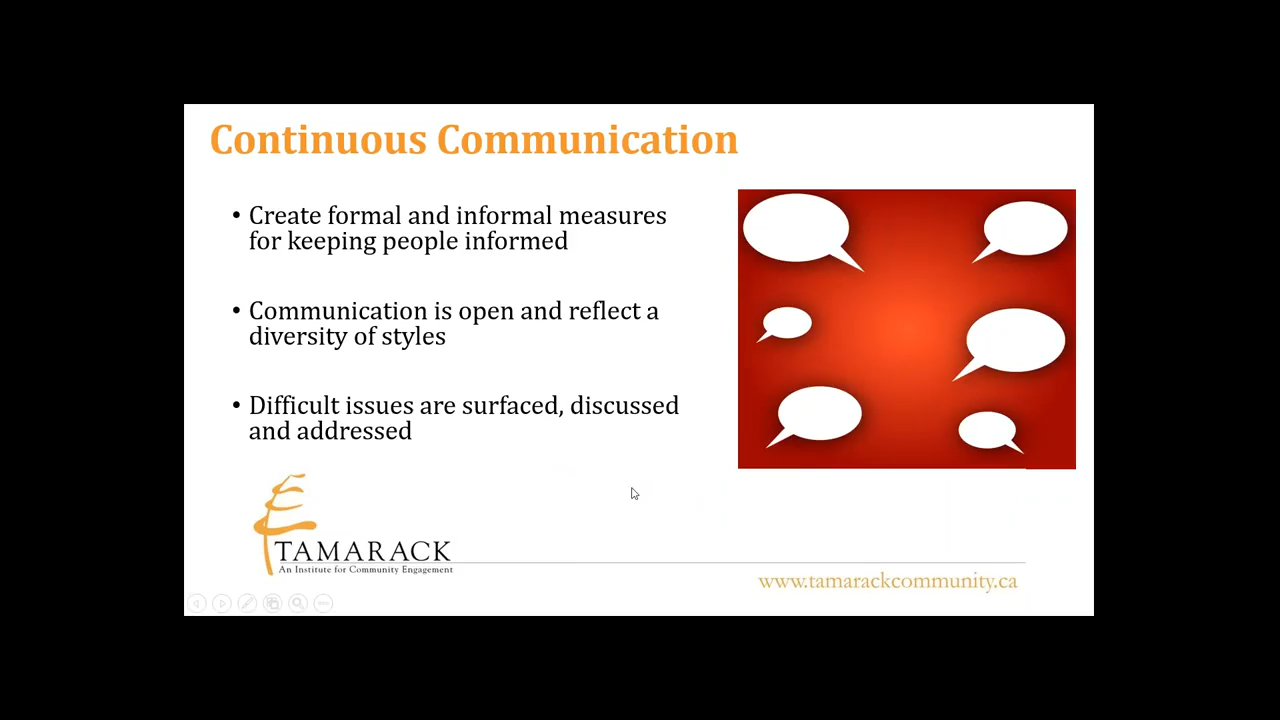 Continuous Communication
• Create formal and informal measures
for keeping people informed
• Communication is open and reflect a
diversity of styles
• Difficult issues are surfaced, discussed
and addressed
TAMARACK
An Institute for Community Engagement
www.tamarackcommunity.ca